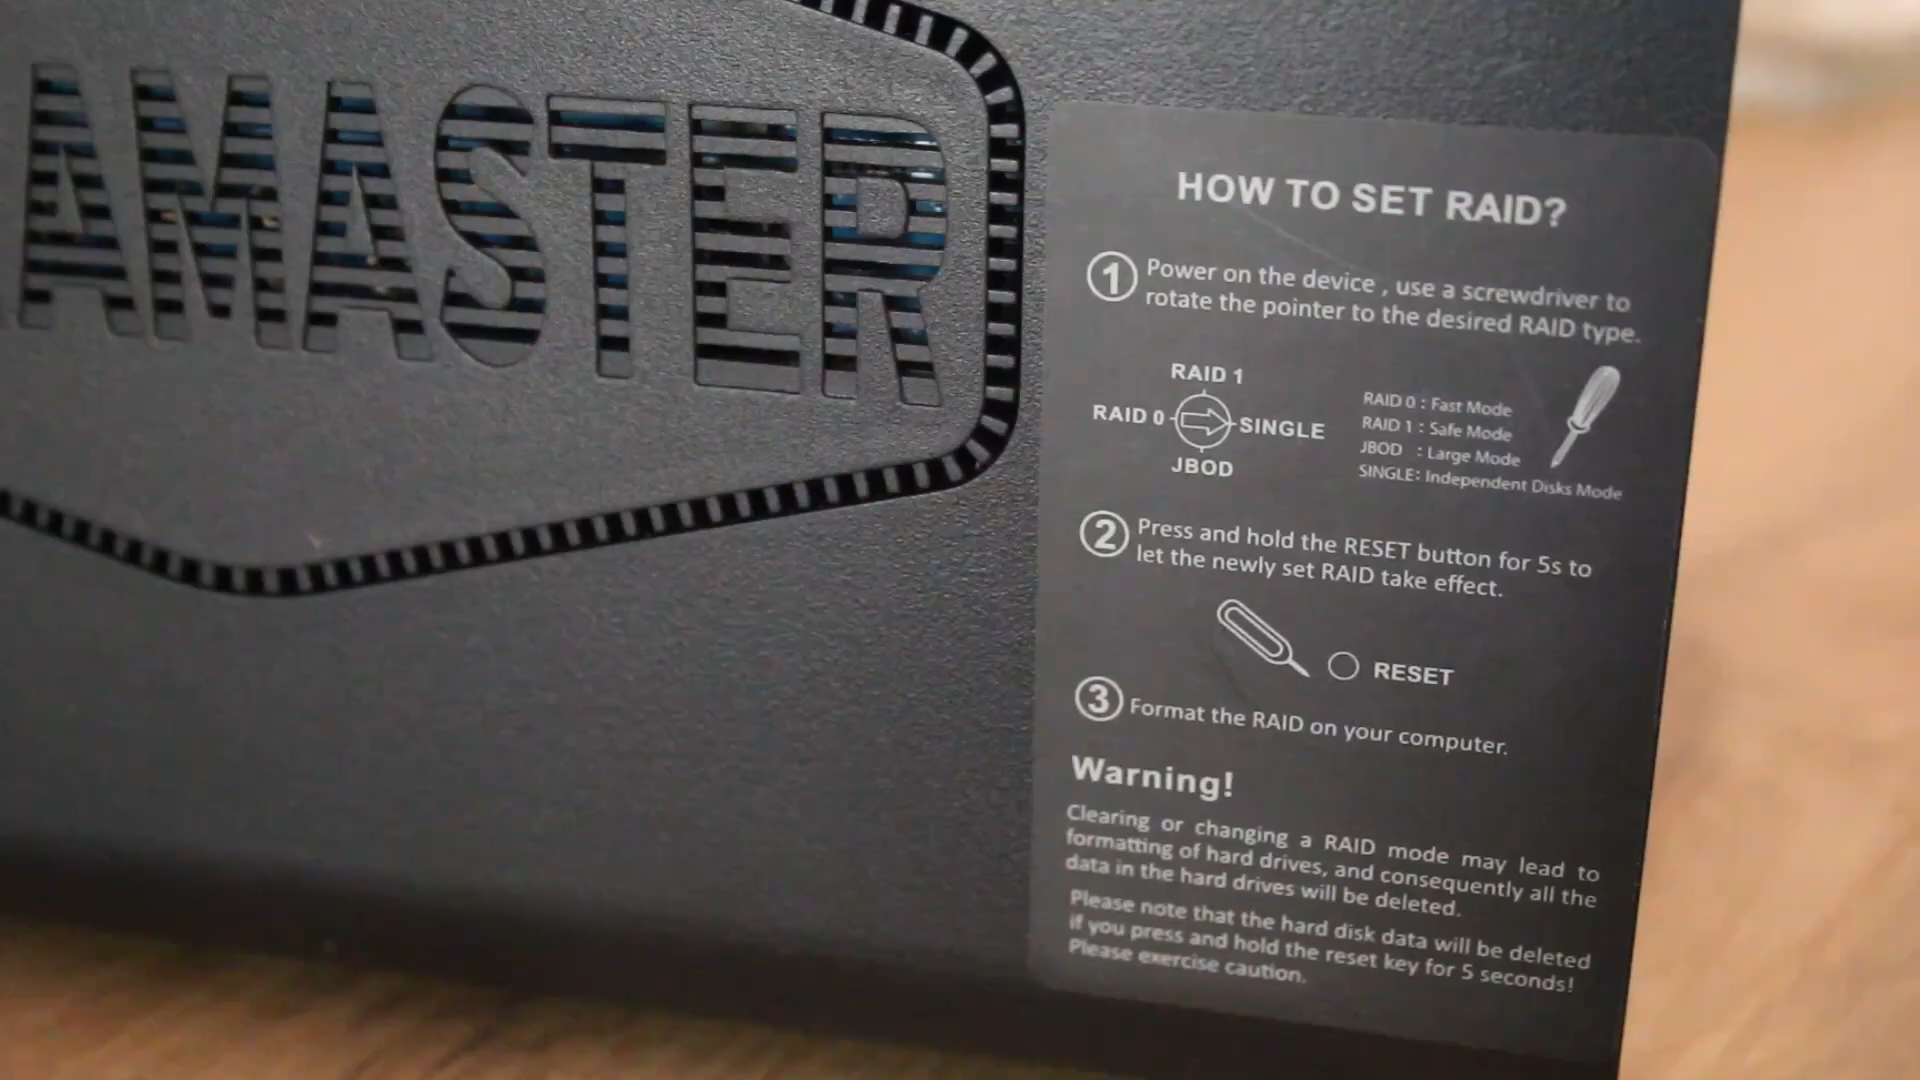 AMASTER
HOW TO SET RAID?
1 Power on the device , use a screwdriver to
rotate the pointer to the desired RAID type.
RAID 1
RAID 0
SINGLE
JBOD
RAID 0 : Fast Mode
RAID 1 : Safe Mode
JBOD : Large Mode
SINGLE: Independent Disks Mode
2 Press and hold the RESET button for 5s to
let the newly set RAID take effect.
RESET
3 Format the RAID on your computer.
Warning!
Clearing or changing a RAID mode may lead to
formatting of hard drives, and consequently all the
data in the hard drives will be deleted.
Please note that the hard disk data will be deleted
if you press and hold the reset key for 5 seconds!
Please exercise caution.